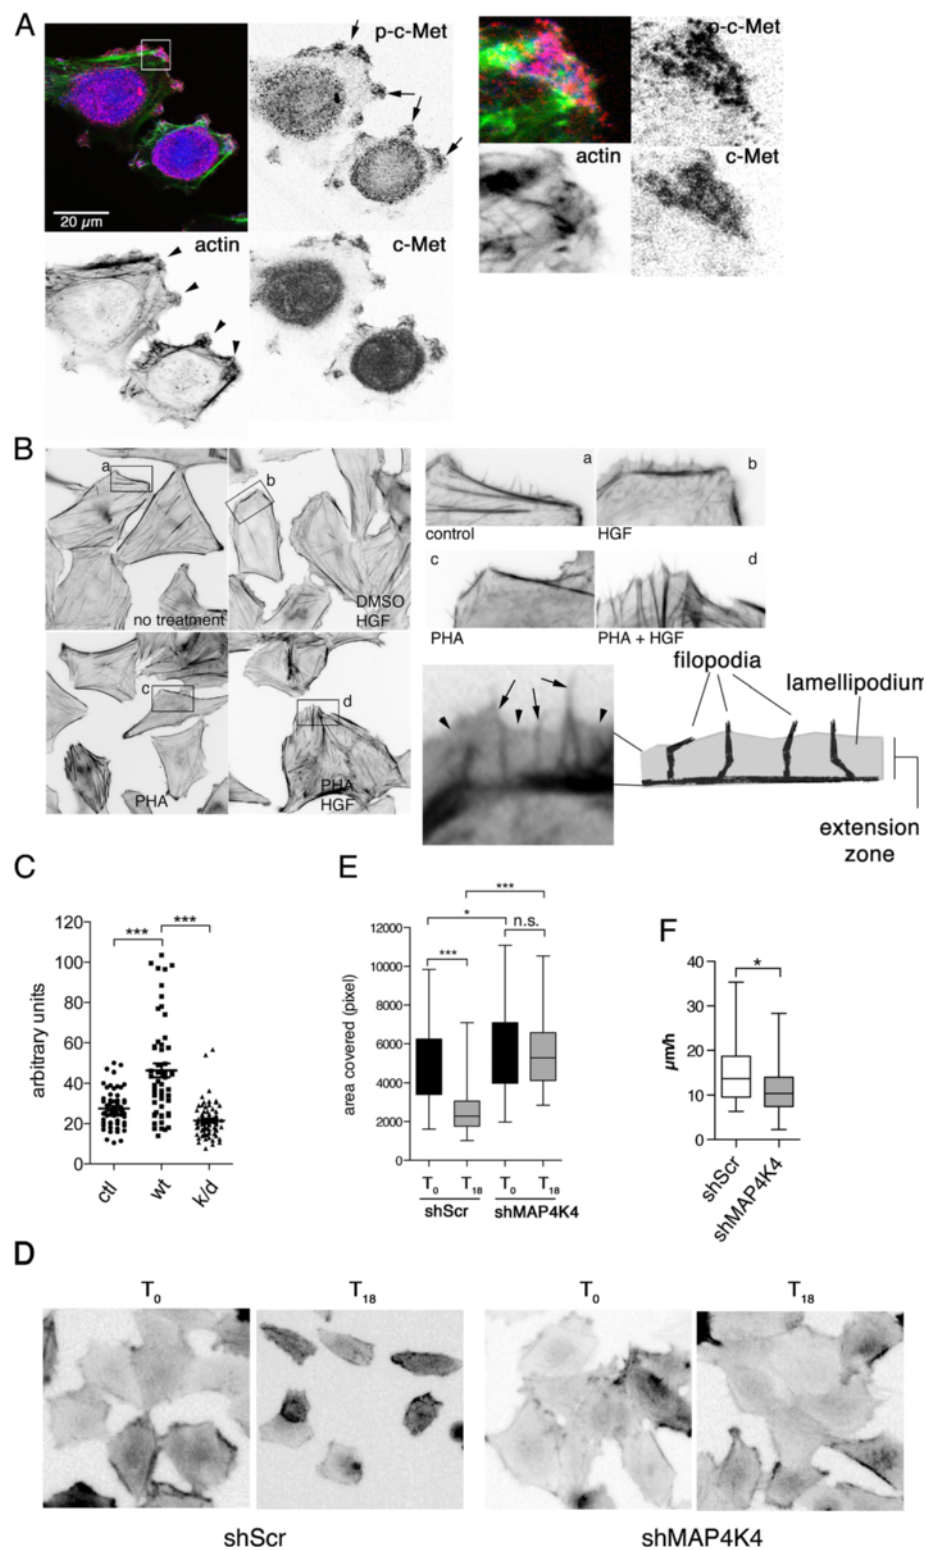 A
p-c-Met
20 µm
actin
c-Met
p-c-Met
actin
c-Met
B
a
b
no treatment
DMSO
HGF
c
d
PHA
PHA
HGF
a
b
control
HGF
c
d
PHA
PHA + HGF
filopodia
lamellipodium
extension
zone
C
arbitrary units
120
100
80
60
40
20
0
***
***
ctl
wt
k/d
E
area covered (pixel)
12000
10000
8000
6000
4000
2000
0
***
*
n.s.
***
T0
T18
T0
T18
shScr
shMAP4K4
F
µm/h
40
30
20
10
0
*
shScr
shMAP4K4
D
T0
T18
T0
T18
shScr
shMAP4K4